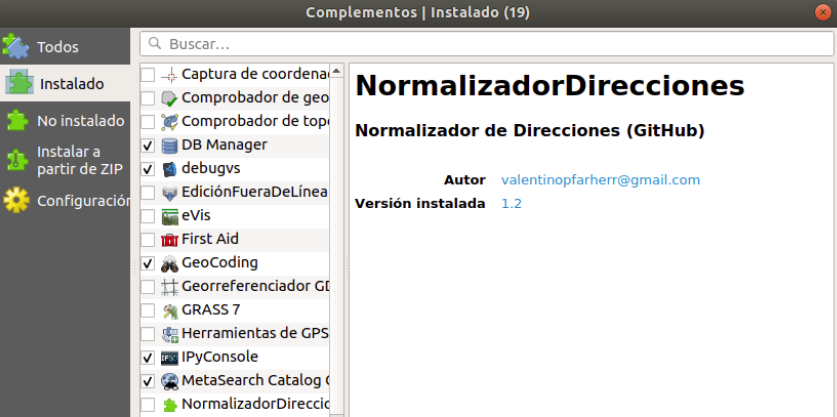 Complementos | Instalado (19)
Todos
Instalado
No instalado
Instalar a
partir de ZIP
Configuración
Buscar...
Captura de coordena
Comprobador de geo
Comprobador de topo
DB Manager
debugvs
EdiciónFueraDeLínea
eVis
First Aid
GeoCoding
Georreferenciador GD
GRASS 7
Herramientas de GPS
IPyConsole
MetaSearch Catalog C
NormalizadorDireccio
NormalizadorDirecciones
Normalizador de Direcciones (GitHub)
Autor valentinopfarherr@gmail.com
Versión instalada 1.2